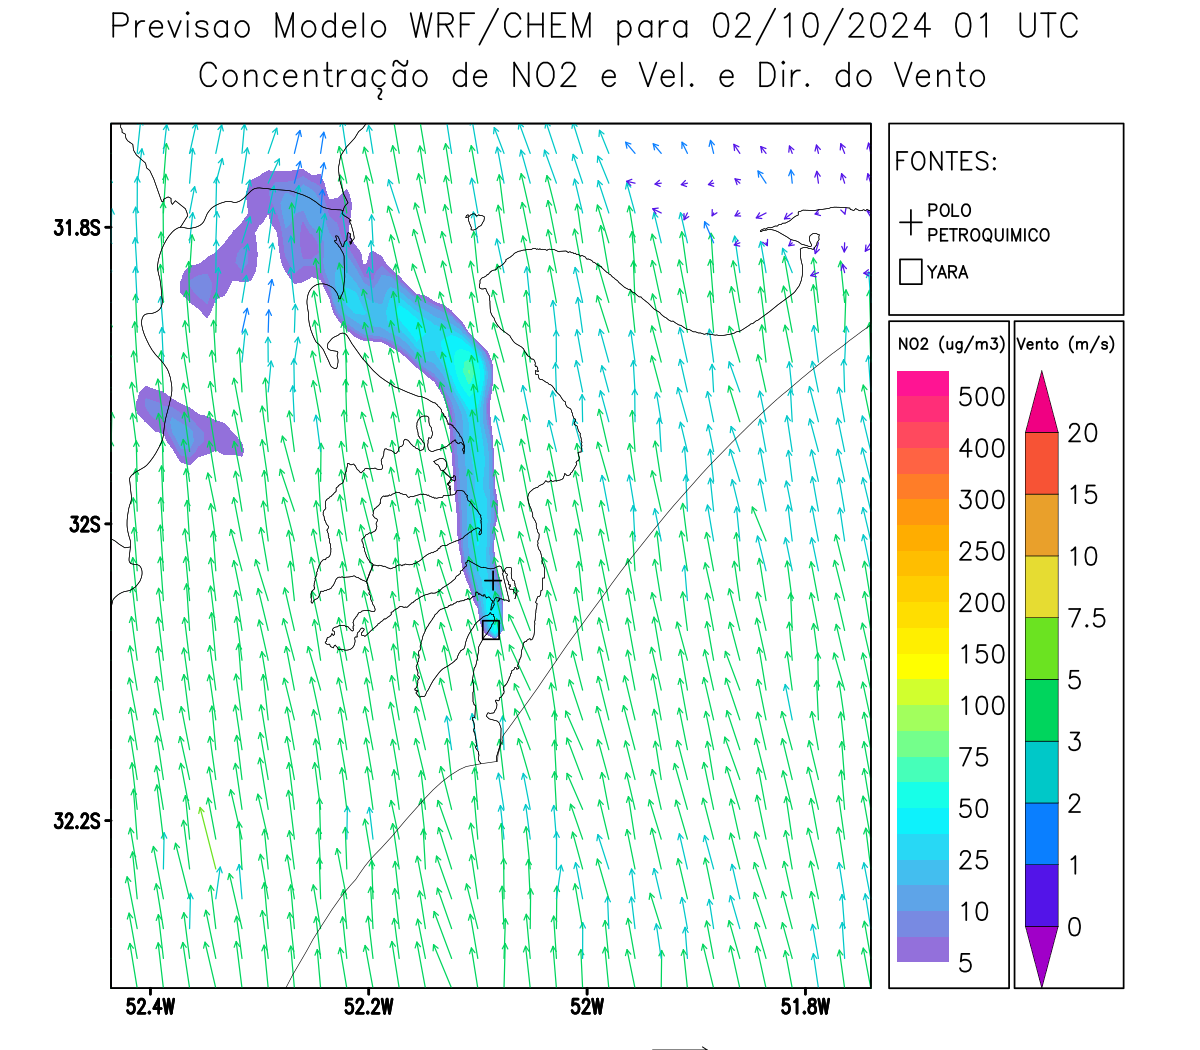 Previsao Modelo WRF/CHEM para 02/10/2024 01 UTC
Concentração de NO2 e Vel. e Dir. do Vento
FONTES:
POLO
PETROQUIMICO
YARA
NO2 (ug/m3)
500
400
300
250
200
150
100
75
50
25
10
5
Vento (m/s)
20
15
10
7.5
5
3
2
1
0
31.8S
32S
32.2S
52.4W
52.2W
52W
51.8W